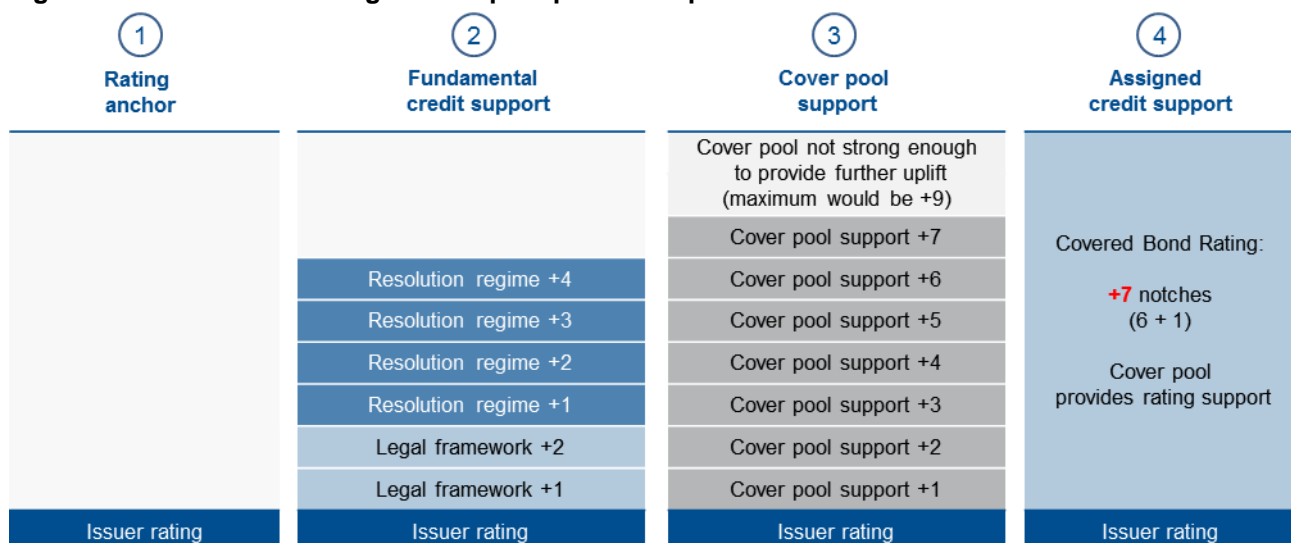 1
Rating
anchor
Issuer rating
2
Fundamental
credit support
Resolution regime +4
Resolution regime +3
Resolution regime +2
Resolution regime +1
Legal framework +2
Legal framework +1
Issuer rating
3
Cover pool
support
Cover pool not strong enough
to provide further uplift
(maximum would be +9)
Cover pool support +7
Cover pool support +6
Cover pool support +5
Cover pool support +4
Cover pool support +3
Cover pool support +2
Cover pool support +1
Issuer rating
4
Assigned
credit support
Covered Bond Rating:
+7 notches
(6 + 1)
Cover pool
provides rating support
Issuer rating